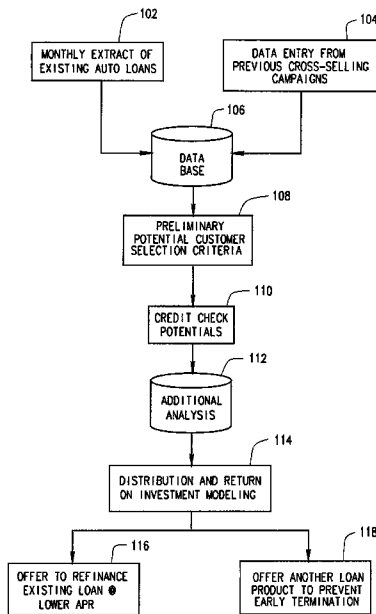 102
104
MONTHLY EXTRACT OF
EXISTING AUTO LOANS
DATA ENTRY FROM
PREVIOUS CROSS-SELLING
CAMPAIGNS
106
DATA
BASE
108
PRELIMINARY
POTENTIAL CUSTOMER
SELECTION CRITERIA
110
CREDIT CHECK
POTENTIALS
112
ADDITIONAL
ANALYSIS
114
DISTRIBUTION AND RETURN
ON INVESTMENT MODELING
116
118
OFFER TO REFINANCE
EXISTING LOAN @
LOWER APR
OFFER ANOTHER LOAN
PRODUCT TO PREVENT
EARLY TERMINATION